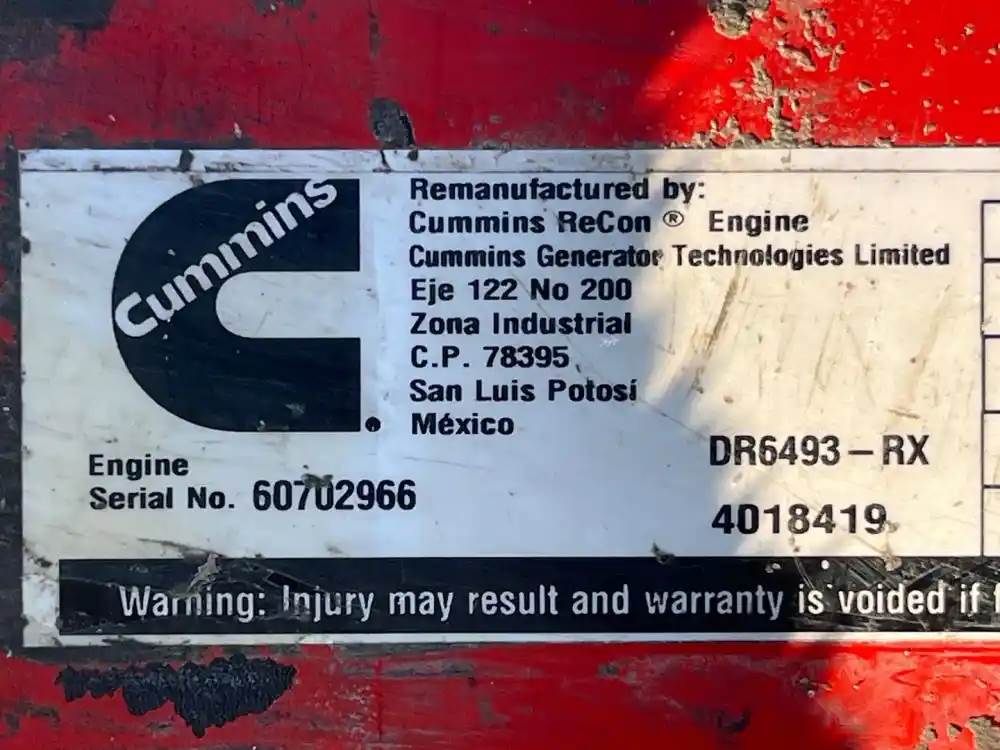 Cummins
Remanufactured by:
Cummins ReCon ® Engine
Cummins Generator Technologies Limited
Eje 122 No 200
Zona Industrial
C.P. 78395
San Luis Potosí
México
DR6493-RX
Engine
Serial No. 60702966
4018419
Warning: Injury may result and warranty is voided if